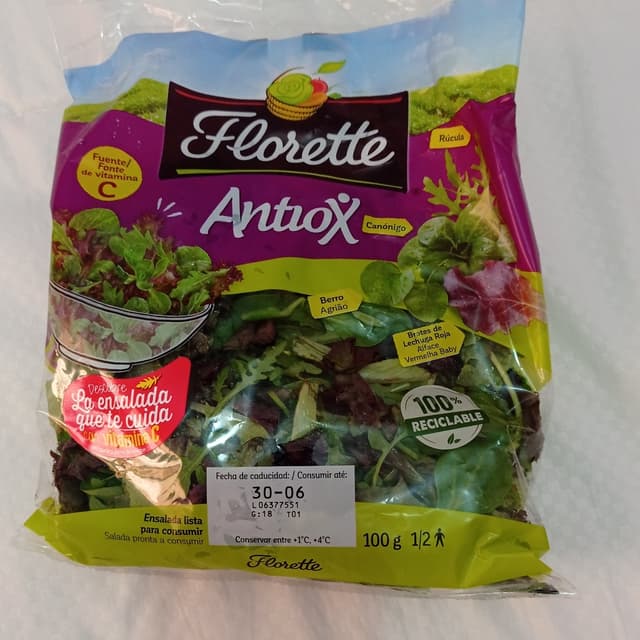 Florette
Rúcula
Fuente/
Fonte
de vitamina
C
Antiox
Canónigo
Berro
Agrião
Brotes de
Lechuga Roja
Alface
Vermelha Baby
Descubre
La ensalada
que te cuida
con vitamina C
100%
RECICLABLE
Fecha de caducidad: / Consumir até:
30-06
L06377551
G:18 T01
Conservar entre +1°C, +4°C
Ensalada lista
para consumir
Salada pronta a consumir
100 g 1/2
Florette